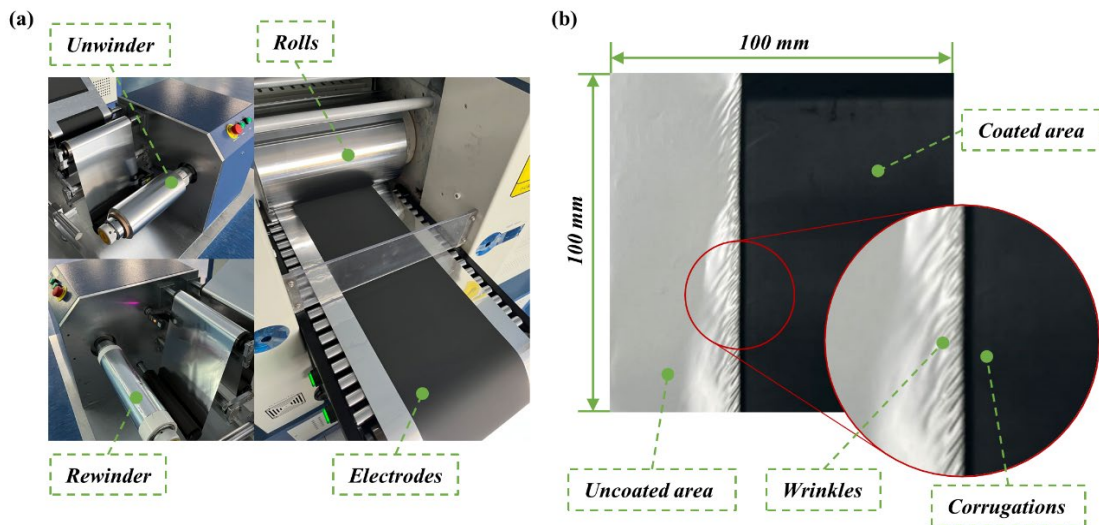 (a)
Unwinder
Rolls
Rewinder
Electrodes
(b)
100 mm
100 mm
Coated area
Uncoated area
Wrinkles
Corrugations